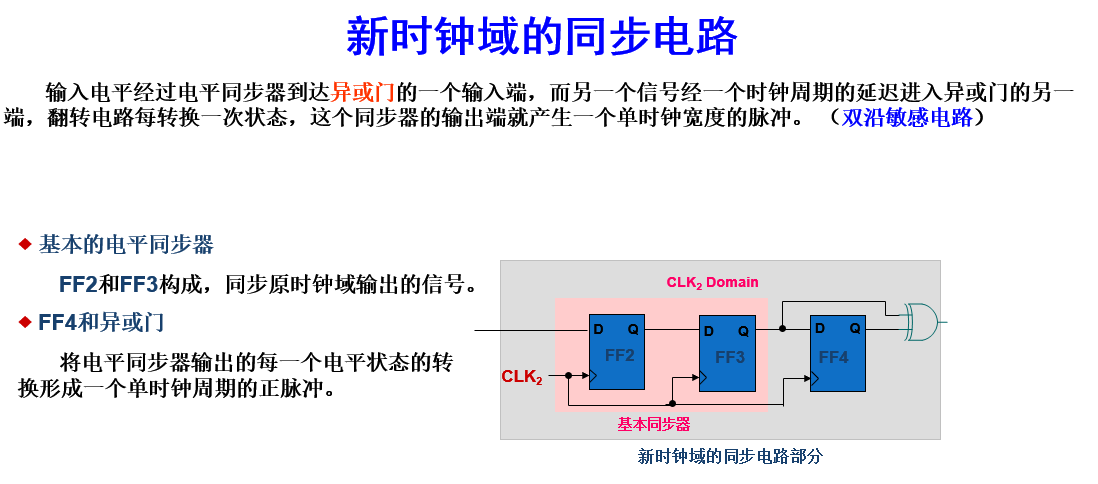 新时钟域的同步电路
输入电平经过电平同步器到达异或门的一个输入端，而另一个信号经一个时钟周期的延迟进入异或门的另一
端，翻转电路每转换一次状态，这个同步器的输出端就产生一个单时钟宽度的脉冲。（双沿敏感电路）
◆ 基本的电平同步器
FF2和FF3构成，同步原时钟域输出的信号。
◆ FF4和异或门
将电平同步器输出的每一个电平状态的转
换形成一个单时钟周期的正脉冲。
CLK₂ Domain
D Q
FF2
D Q
FF3
D Q
FF4
CLK₂
基本同步器
新时钟域的同步电路部分